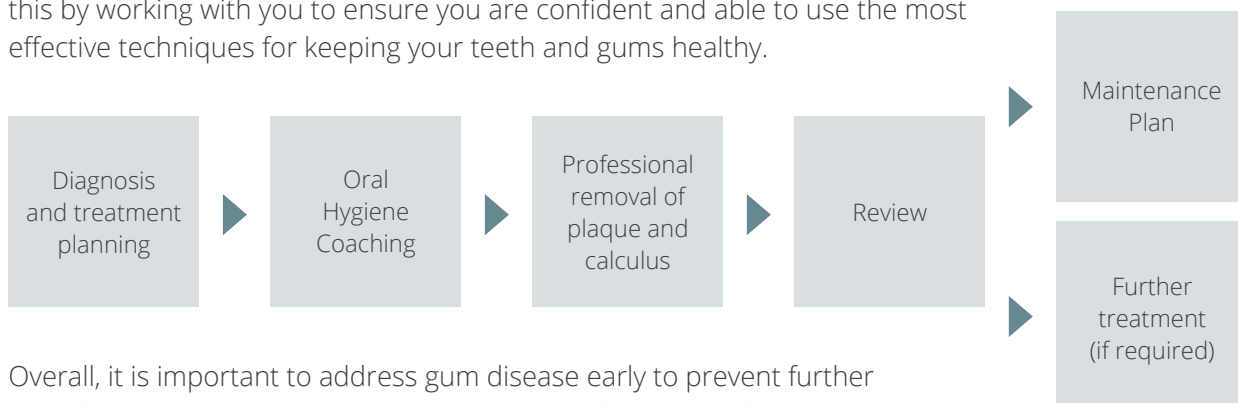 this by working with you to ensure you are confident and able to use the most
effective techniques for keeping your teeth and gums healthy.
Diagnosis
and treatment
planning
Oral
Hygiene
Coaching
Professional
removal of
plaque and
calculus
Review
Maintenance
Plan
Further
treatment
(if required)
Overall, it is important to address gum disease early to prevent further